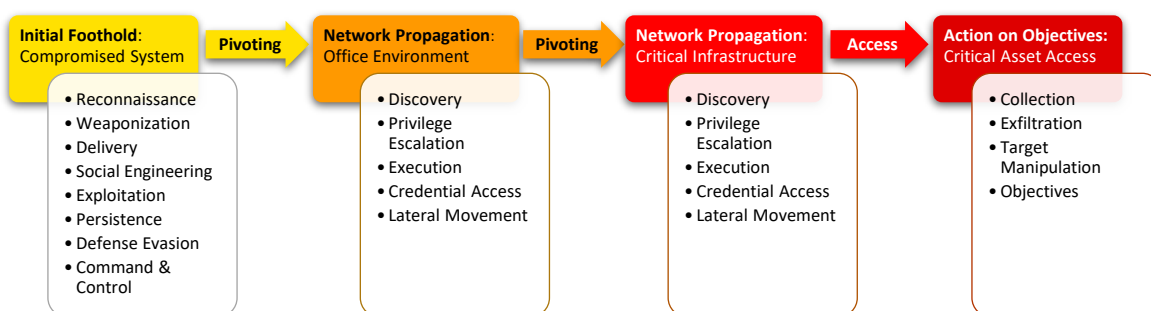 Initial Foothold:
Compromised System
• Reconnaissance
• Weaponization
• Delivery
• Social Engineering
• Exploitation
• Persistence
• Defense Evasion
• Command &
Control
Pivoting
Network Propagation:
Office Environment
• Discovery
• Privilege
Escalation
• Execution
• Credential Access
• Lateral Movement
Pivoting
Network Propagation:
Critical Infrastructure
• Discovery
• Privilege
Escalation
• Execution
• Credential Access
• Lateral Movement
Access
Action on Objectives:
Critical Asset Access
• Collection
• Exfiltration
• Target
Manipulation
• Objectives